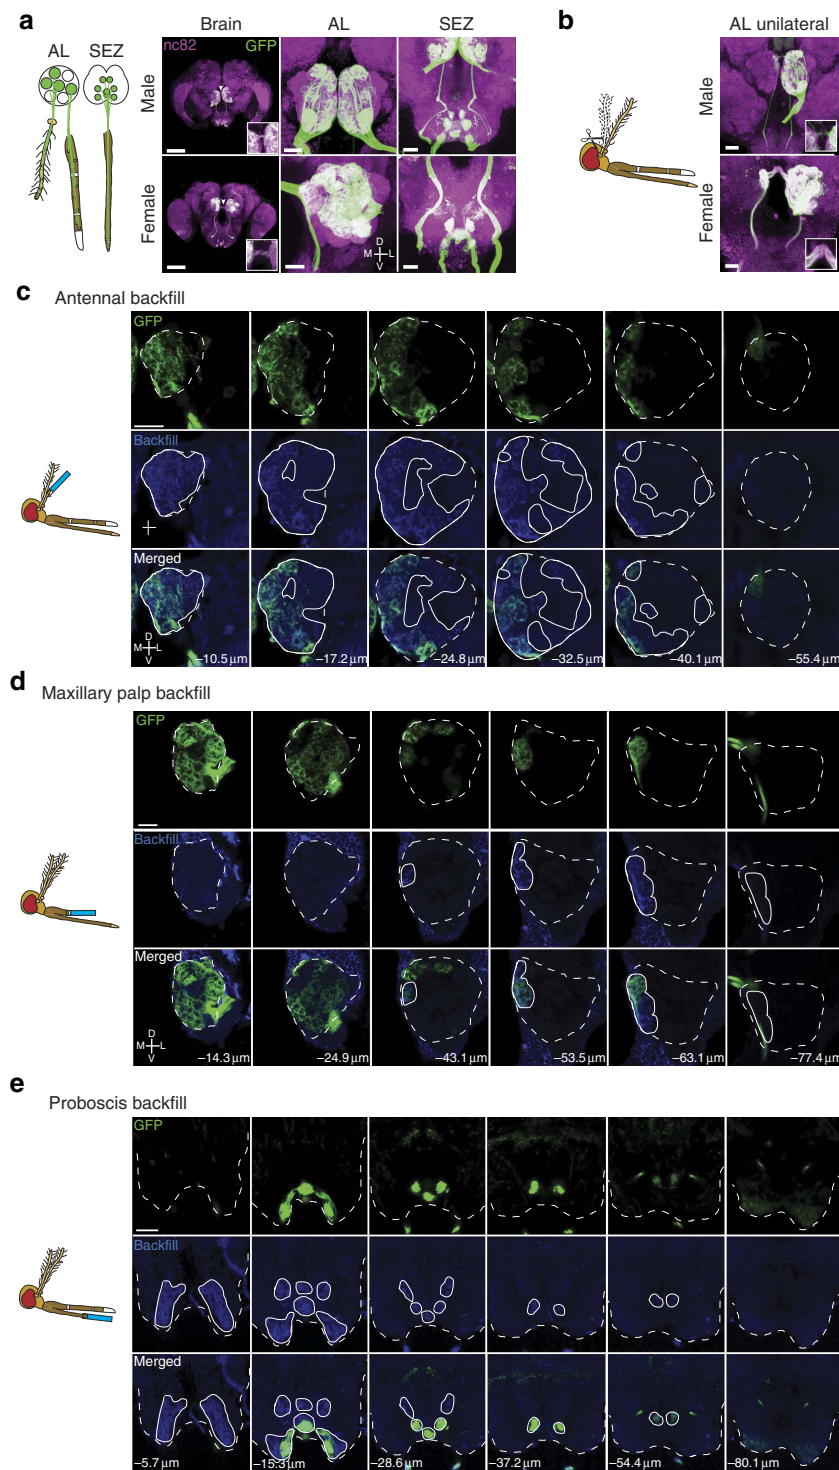 a
b
AL SEZ
Brain AL SEZ
AL unilateral
nc82 GFP
Male
Female
D
M L
V
Male
Female
c Antennal backfill
GFP
Backfill
Merged
D
M L
V
−10.5 µm −17.2 µm −24.8 µm −32.5 µm −40.1 µm −55.4 µm
d Maxillary palp backfill
GFP
Backfill
Merged
D
M L
V
−14.3 µm −24.9 µm −43.1 µm −53.5 µm −63.1 µm −77.4 µm
e Proboscis backfill
GFP
Backfill
Merged
−5.7 µm −15.3 µm −28.6 µm −37.2 µm −54.4 µm −80.1 µm